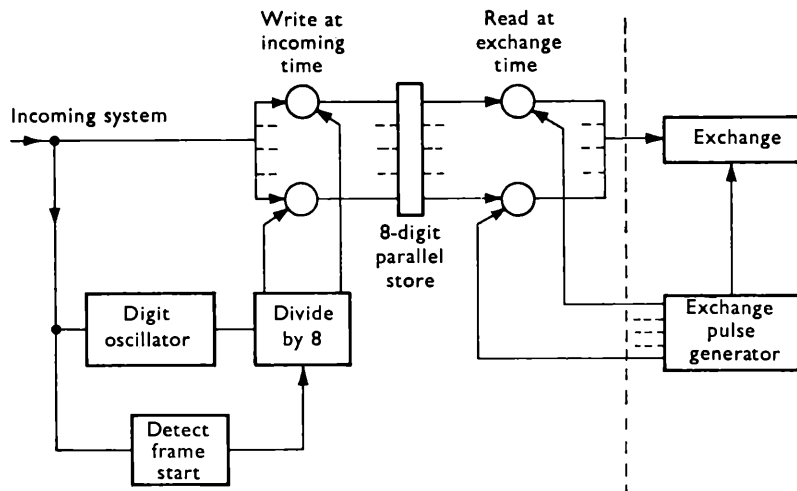 Write at
incoming
time
Read at
exchange
time
Incoming system
Exchange
8-digit
parallel
store
Digit
oscillator
Divide
by 8
Exchange
pulse
generator
Detect
frame
start